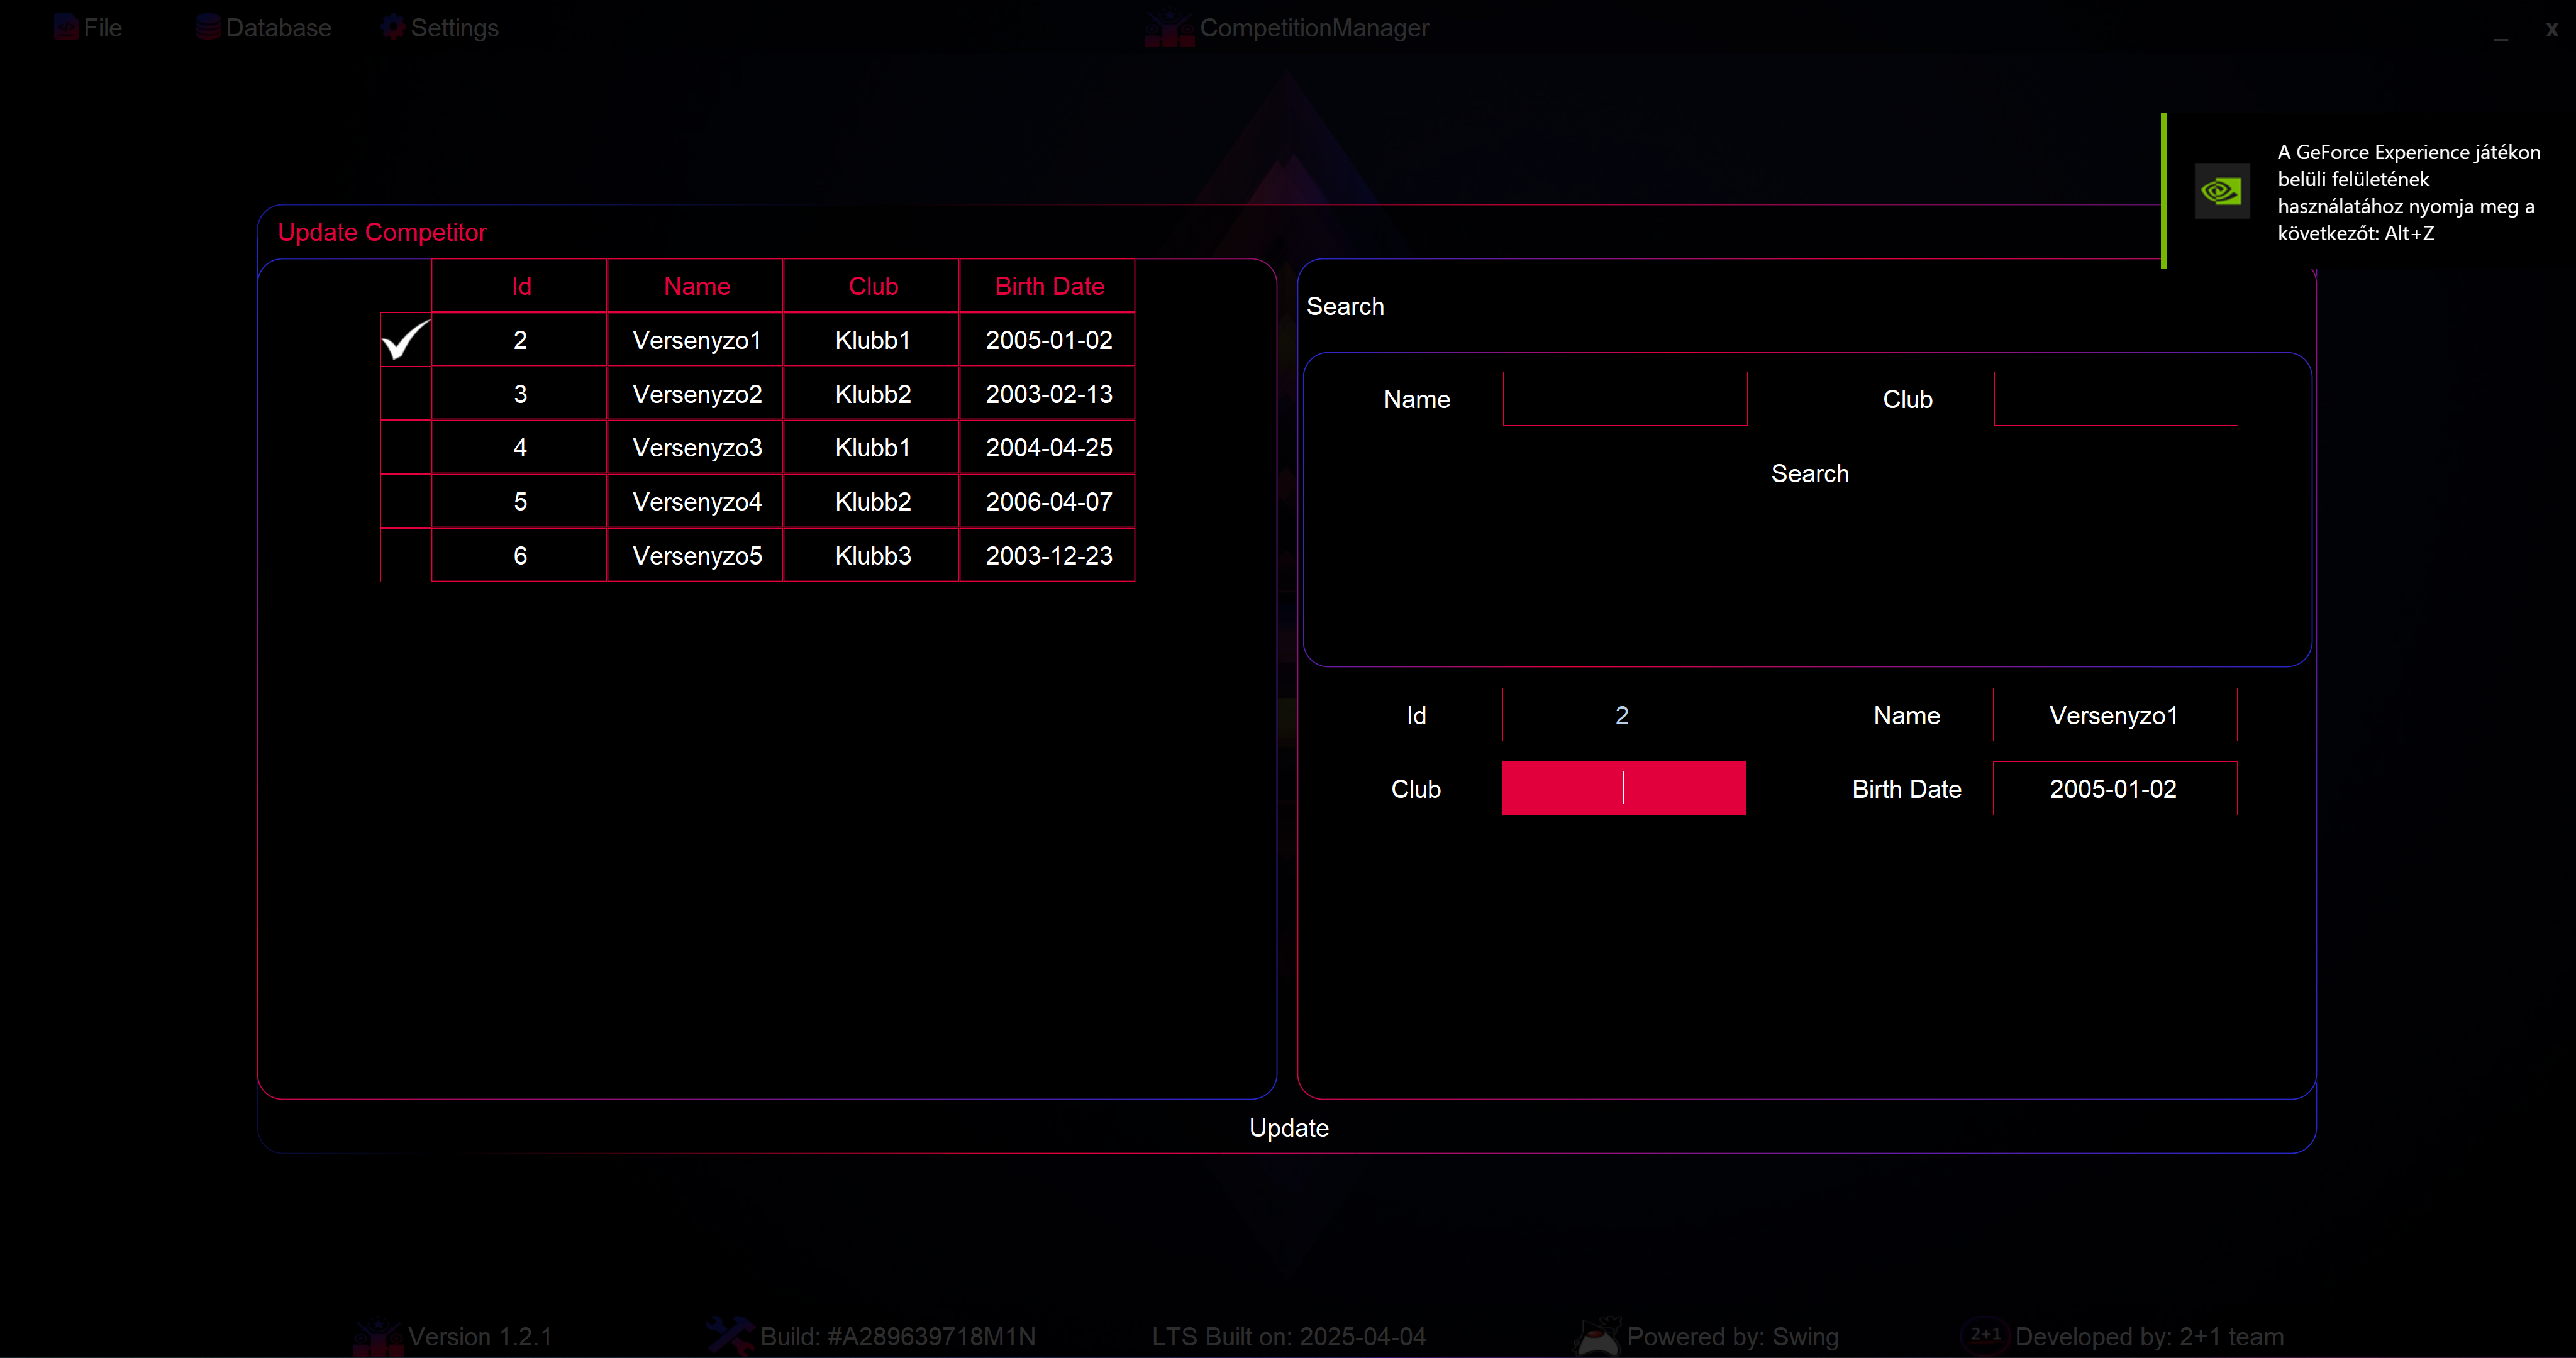 File Database Settings CompetitionManager _ x
A GeForce Experience játékon
belüli felületének
használatához nyomja meg a
következőt: Alt+Z
Update Competitor
Id Name Club Birth Date
2 Versenyzo1 Klubb1 2005-01-02
3 Versenyzo2 Klubb2 2003-02-13
4 Versenyzo3 Klubb1 2004-04-25
5 Versenyzo4 Klubb2 2006-04-07
6 Versenyzo5 Klubb3 2003-12-23
Search
Name Club
Search
Id 2 Name Versenyzo1
Club Birth Date 2005-01-02
Update
Version 1.2.1 Build: #A289639718M1N LTS Built on: 2025-04-04 Powered by: Swing 2+1 Developed by: 2+1 team